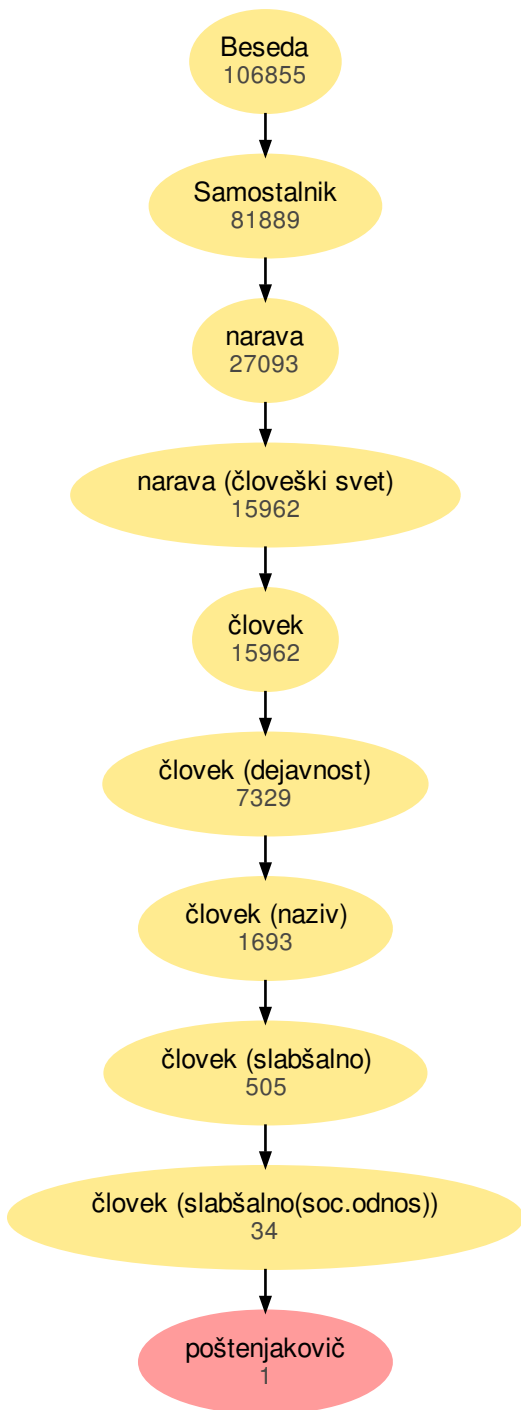 Beseda
106855
Samostalnik
81889
narava
27093
narava (človeški svet)
15962
človek
15962
človek (dejavnost)
7329
človek (naziv)
1693
človek (slabšalno)
505
človek (slabšalno(soc.odnos))
34
poštenjakovič
1